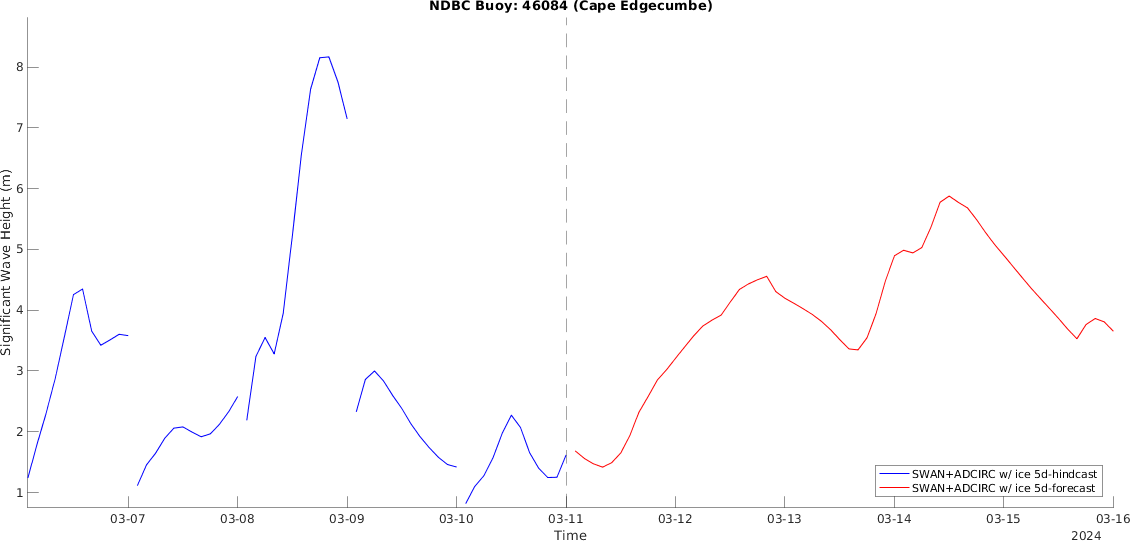 NDBC Buoy: 46084 (Cape Edgecumbe)
Significant Wave Height (m)
8
7
6
5
4
3
2
1
SWAN+ADCIRC w/ ice 5d-hindcast
SWAN+ADCIRC w/ ice 5d-forecast
03-07 03-08 03-09 03-10 03-11 03-12 03-13 03-14 03-15 03-16
Time
2024